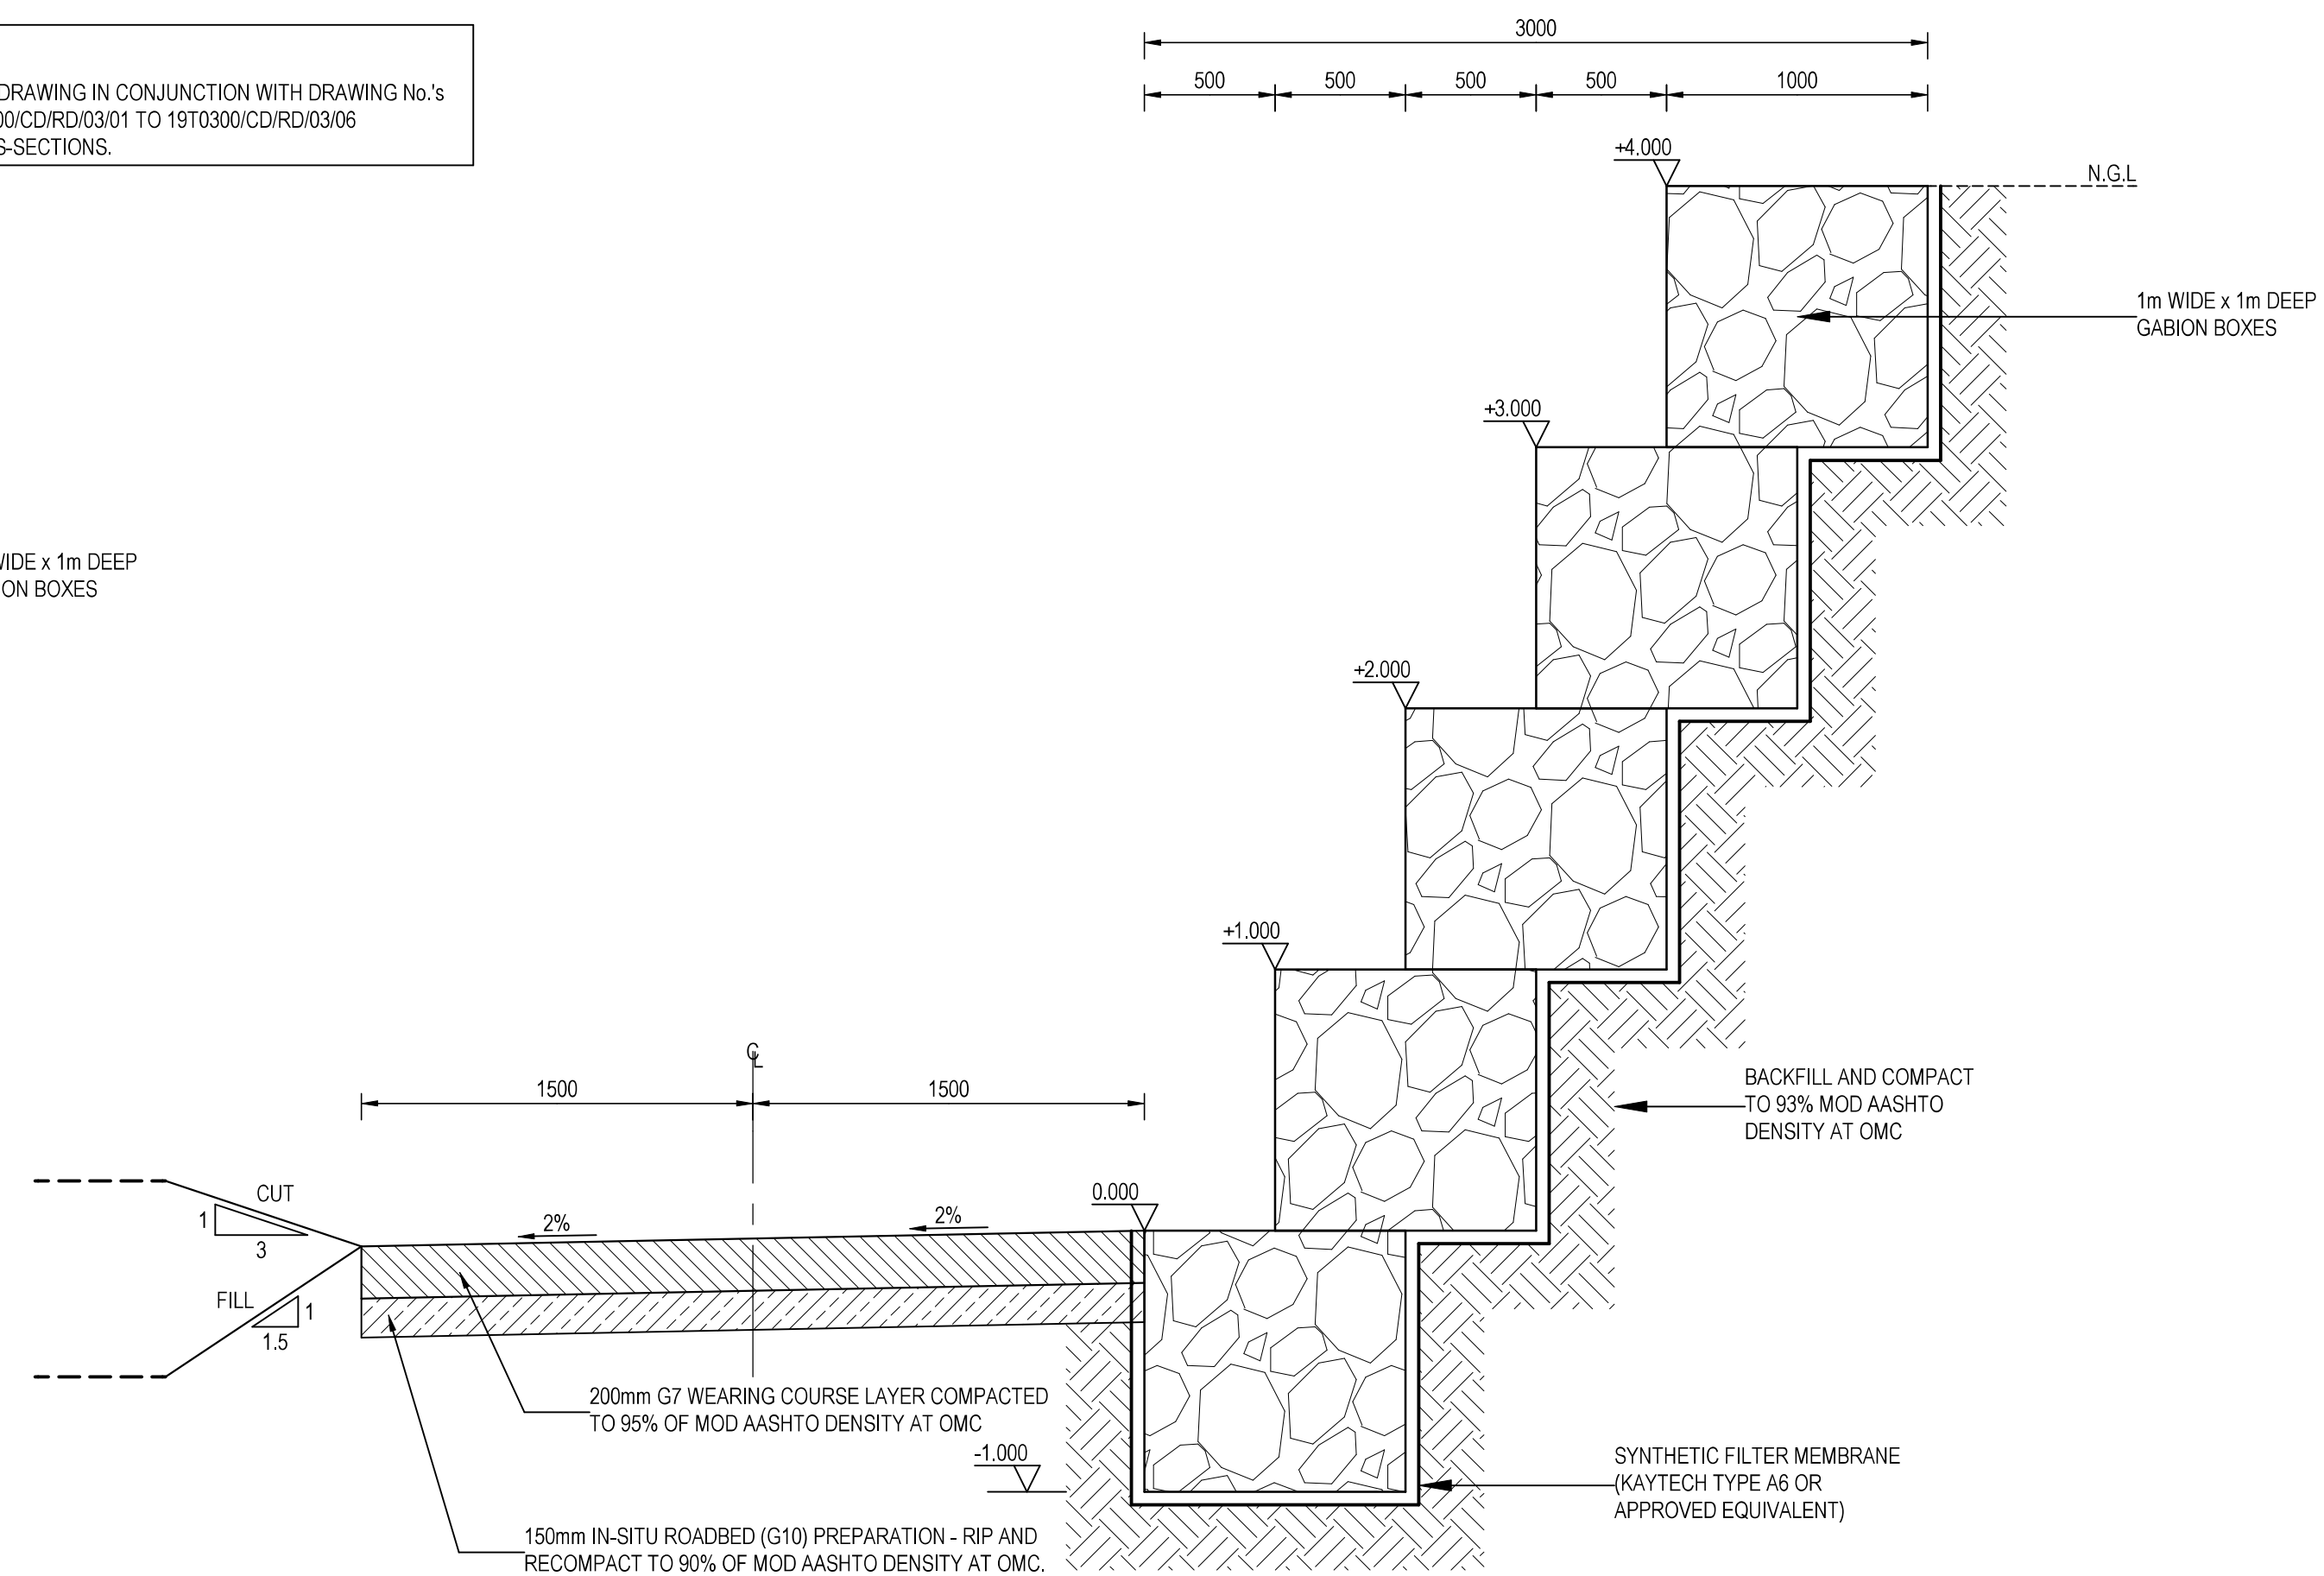 DRAWING IN CONJUNCTION WITH DRAWING No.'s
00/CD/RD/03/01 TO 19T0300/CD/RD/03/06
S-SECTIONS.
3000
500 500 500 500 1000
+4.000
N.G.L
1m WIDE x 1m DEEP
GABION BOXES
+3.000
WIDE x 1m DEEP
ON BOXES
+2.000
+1.000
BACKFILL AND COMPACT
TO 93% MOD AASHTO
DENSITY AT OMC
℄
1500 1500
CUT
1
3
0.000
2% 2%
FILL
1
1.5
200mm G7 WEARING COURSE LAYER COMPACTED
TO 95% OF MOD AASHTO DENSITY AT OMC
-1.000
SYNTHETIC FILTER MEMBRANE
(KAYTECH TYPE A6 OR
APPROVED EQUIVALENT)
150mm IN-SITU ROADBED (G10) PREPARATION - RIP AND
RECOMPACT TO 90% OF MOD AASHTO DENSITY AT OMC.